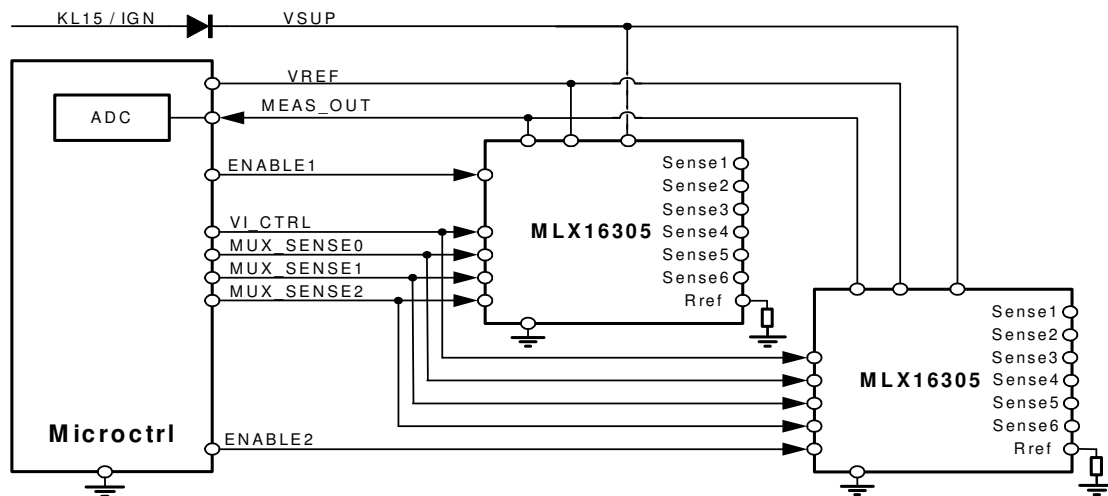 KL15 / IGN
VSUP
VREF
ADC
MEAS_OUT
ENABLE1
Sense1
Sense2
Sense3
VI_CTRL
MLX16305
Sense4
MUX_SENSE0
Sense5
MUX_SENSE1
Sense6
MUX_SENSE2
Rref
Sense1
Sense2
Sense3
MLX16305
Sense4
Sense5
Microctrl
Sense6
ENABLE2
Rref